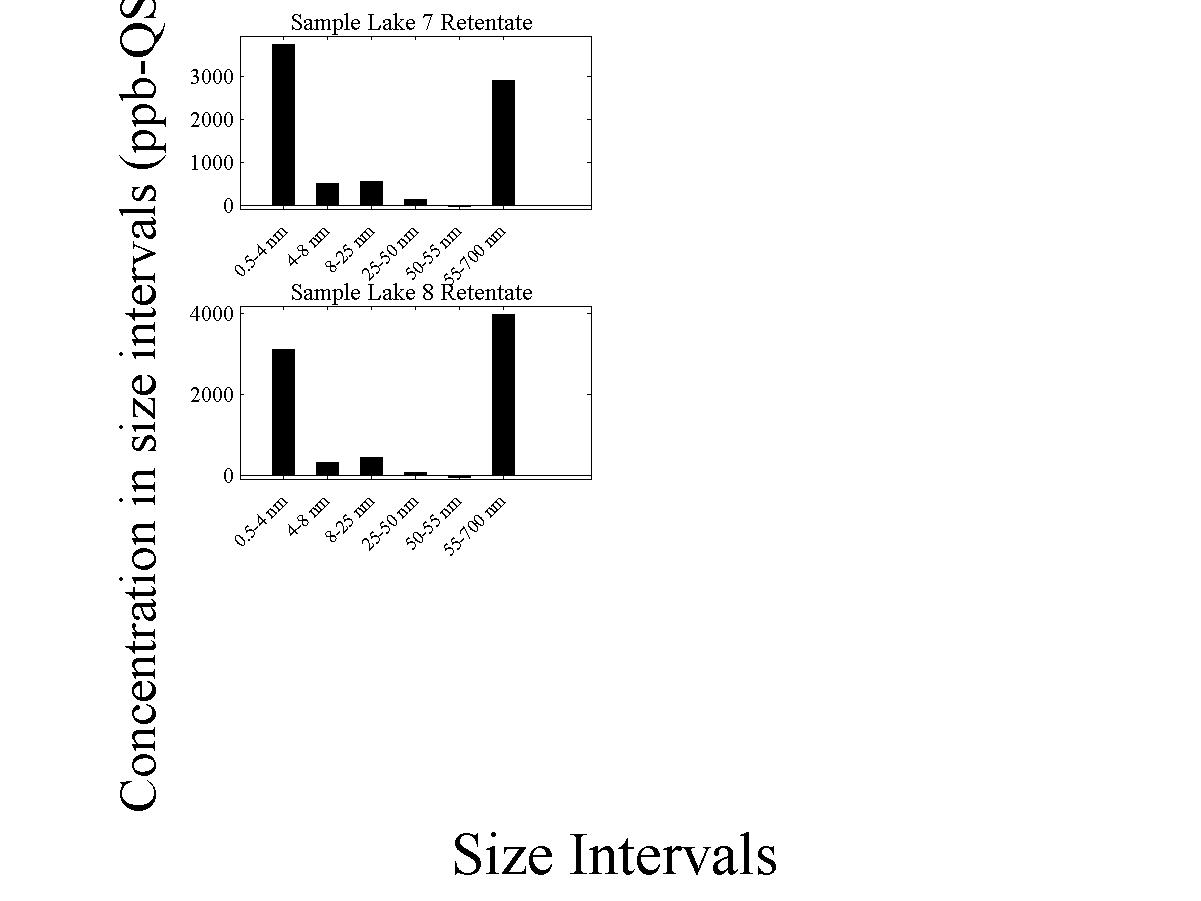 Concentration in size intervals (ppb-QS
Sample Lake 7 Retentate
3000
2000
1000
0
0.5-4 nm
4-8 nm
8-25 nm
25-50 nm
50-55 nm
55-700 nm
Sample Lake 8 Retentate
4000
2000
0
0.5-4 nm
4-8 nm
8-25 nm
25-50 nm
50-55 nm
55-700 nm
Size Intervals